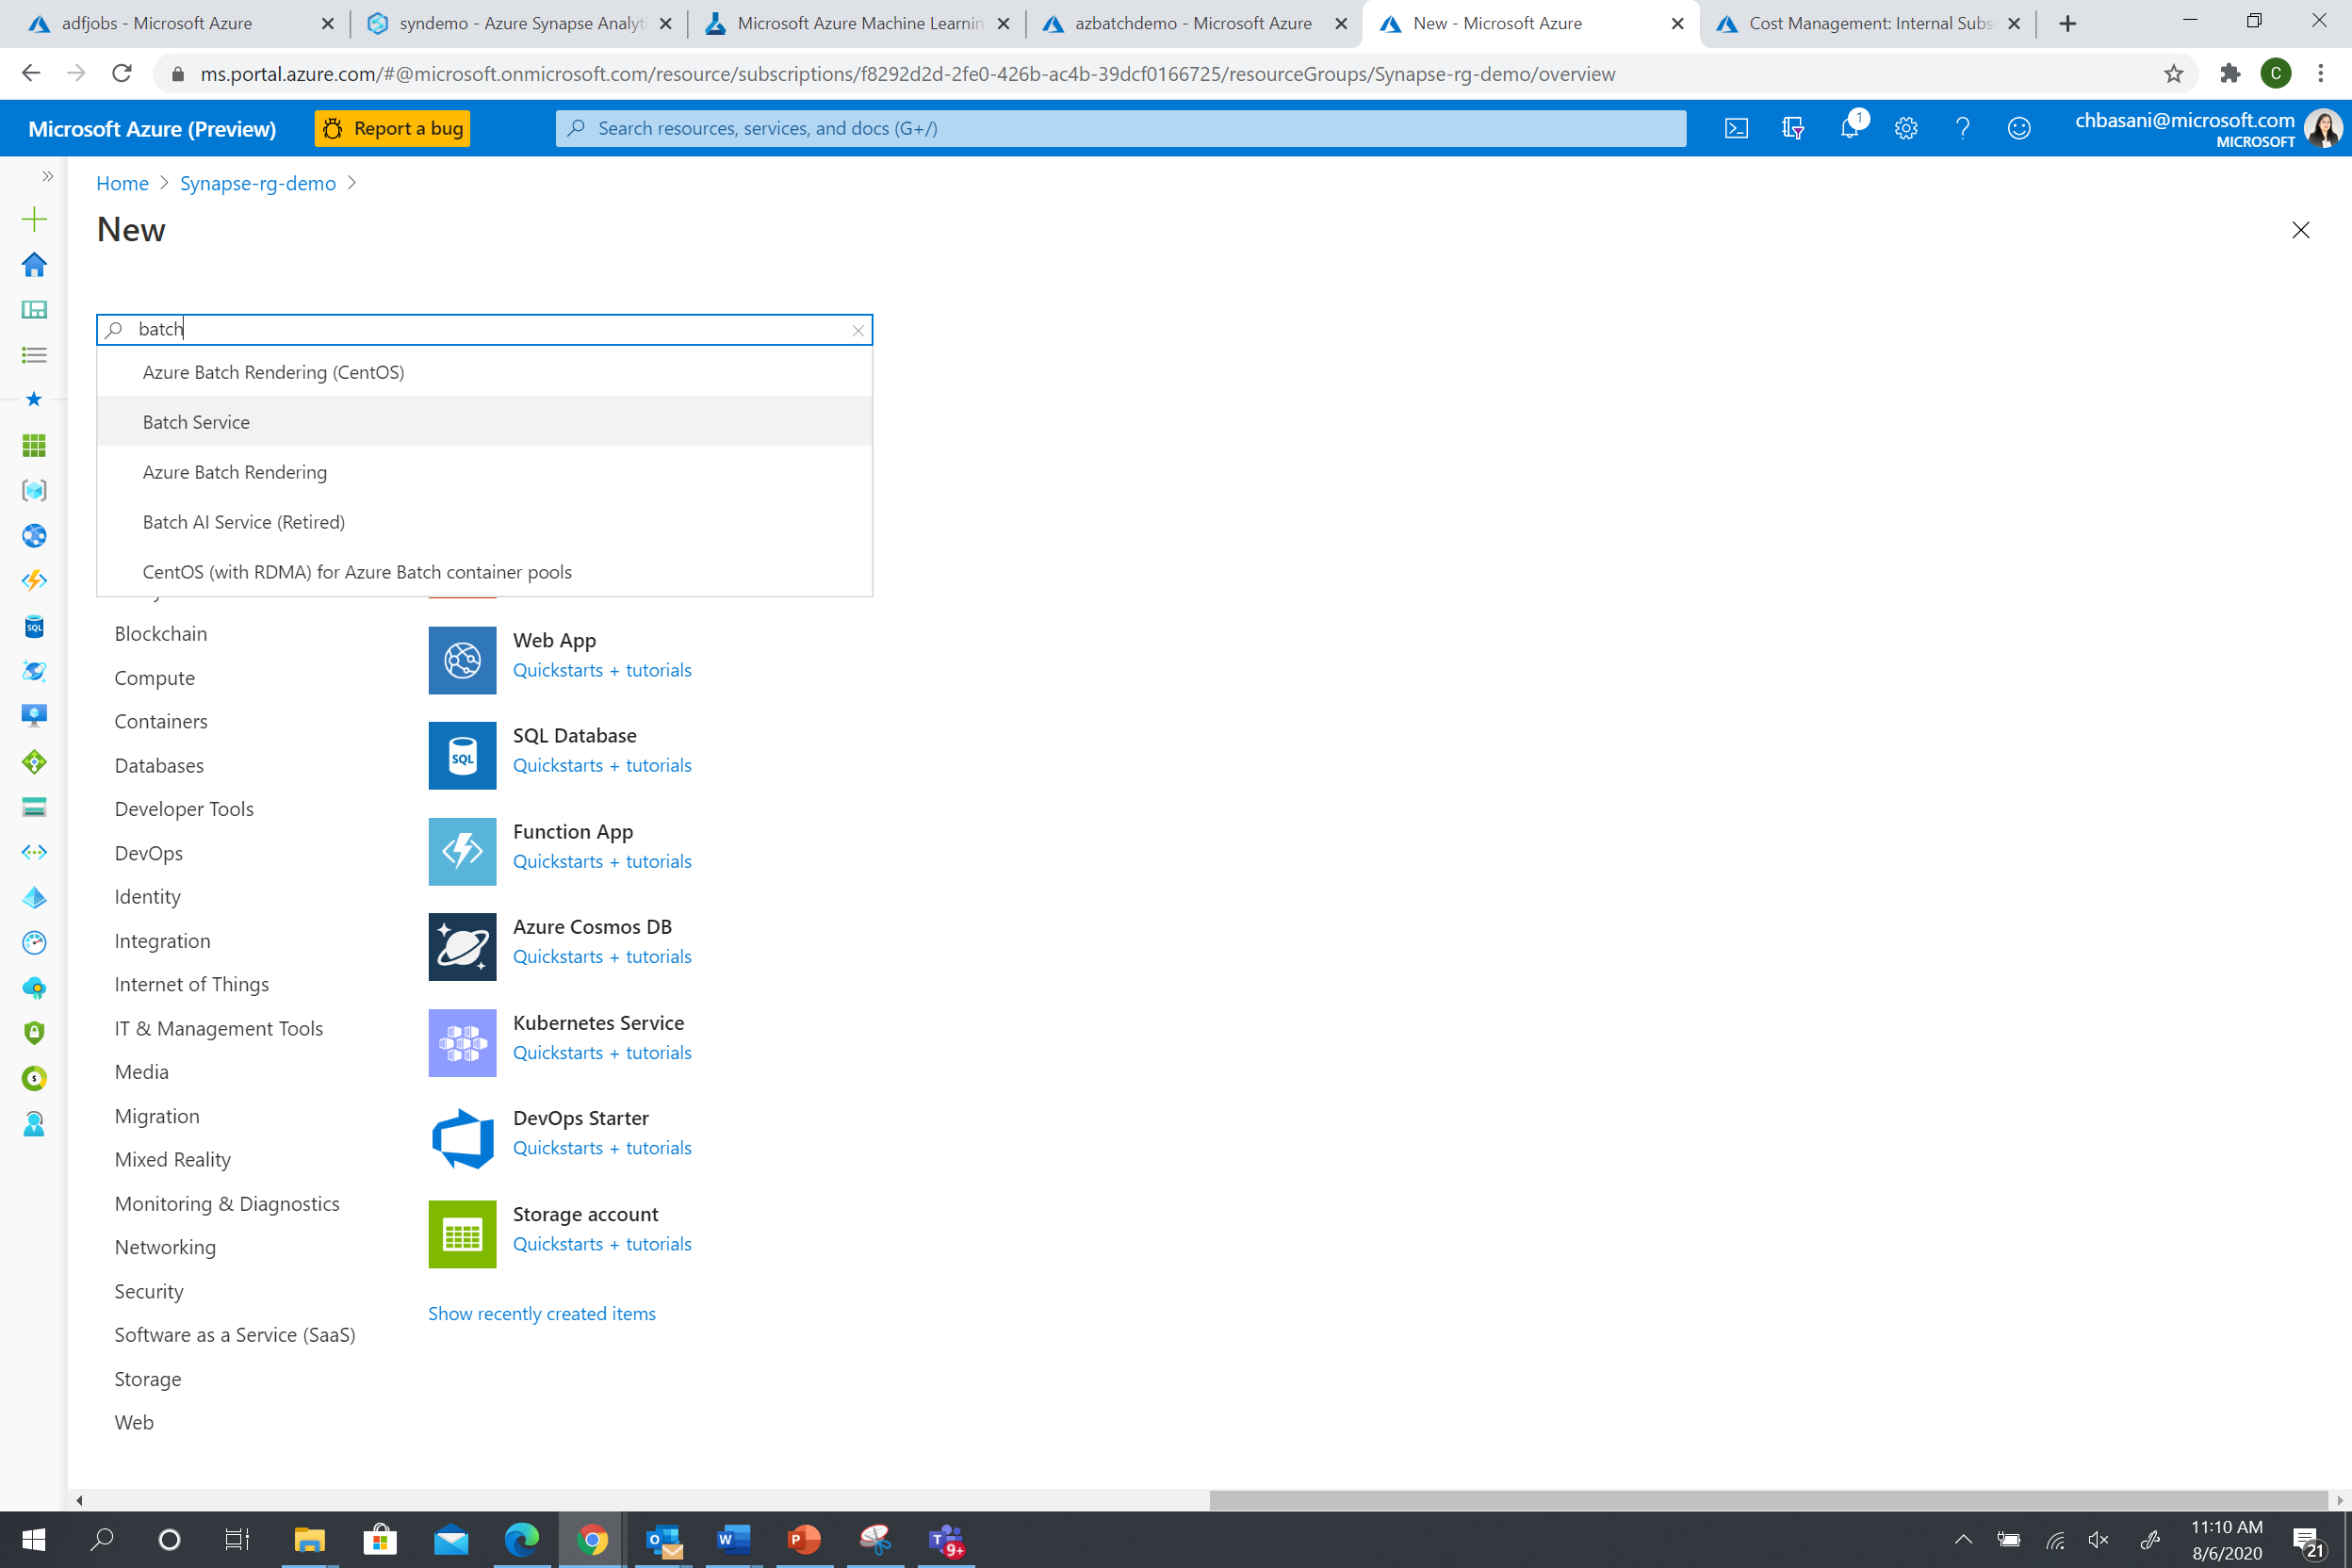 adfjobs - Microsoft Azure
syndemo - Azure Synapse Analyti
Microsoft Azure Machine Learnin
azbatchdemo - Microsoft Azure
New - Microsoft Azure
Cost Management: Internal Subs
ms.portal.azure.com/#@microsoft.onmicrosoft.com/resource/subscriptions/f8292d2d-2fe0-426b-ac4b-39dcf0166725/resourceGroups/Synapse-rg-demo/overview
C
Microsoft Azure (Preview)
Report a bug
Search resources, services, and docs (G+/)
1
chbasani@microsoft.com
MICROSOFT
Home > Synapse-rg-demo >
New
batch
Azure Batch Rendering (CentOS)
Batch Service
Azure Batch Rendering
Batch AI Service (Retired)
CentOS (with RDMA) for Azure Batch container pools
Blockchain
Compute
Containers
Databases
Developer Tools
DevOps
Identity
Integration
Internet of Things
IT & Management Tools
Media
Migration
Mixed Reality
Monitoring & Diagnostics
Networking
Security
Software as a Service (SaaS)
Storage
Web
Web App
Quickstarts + tutorials
SQL
SQL Database
Quickstarts + tutorials
Function App
Quickstarts + tutorials
Azure Cosmos DB
Quickstarts + tutorials
Kubernetes Service
Quickstarts + tutorials
DevOps Starter
Quickstarts + tutorials
Storage account
Quickstarts + tutorials
Show recently created items
SQL
9+
11:10 AM
8/6/2020
21